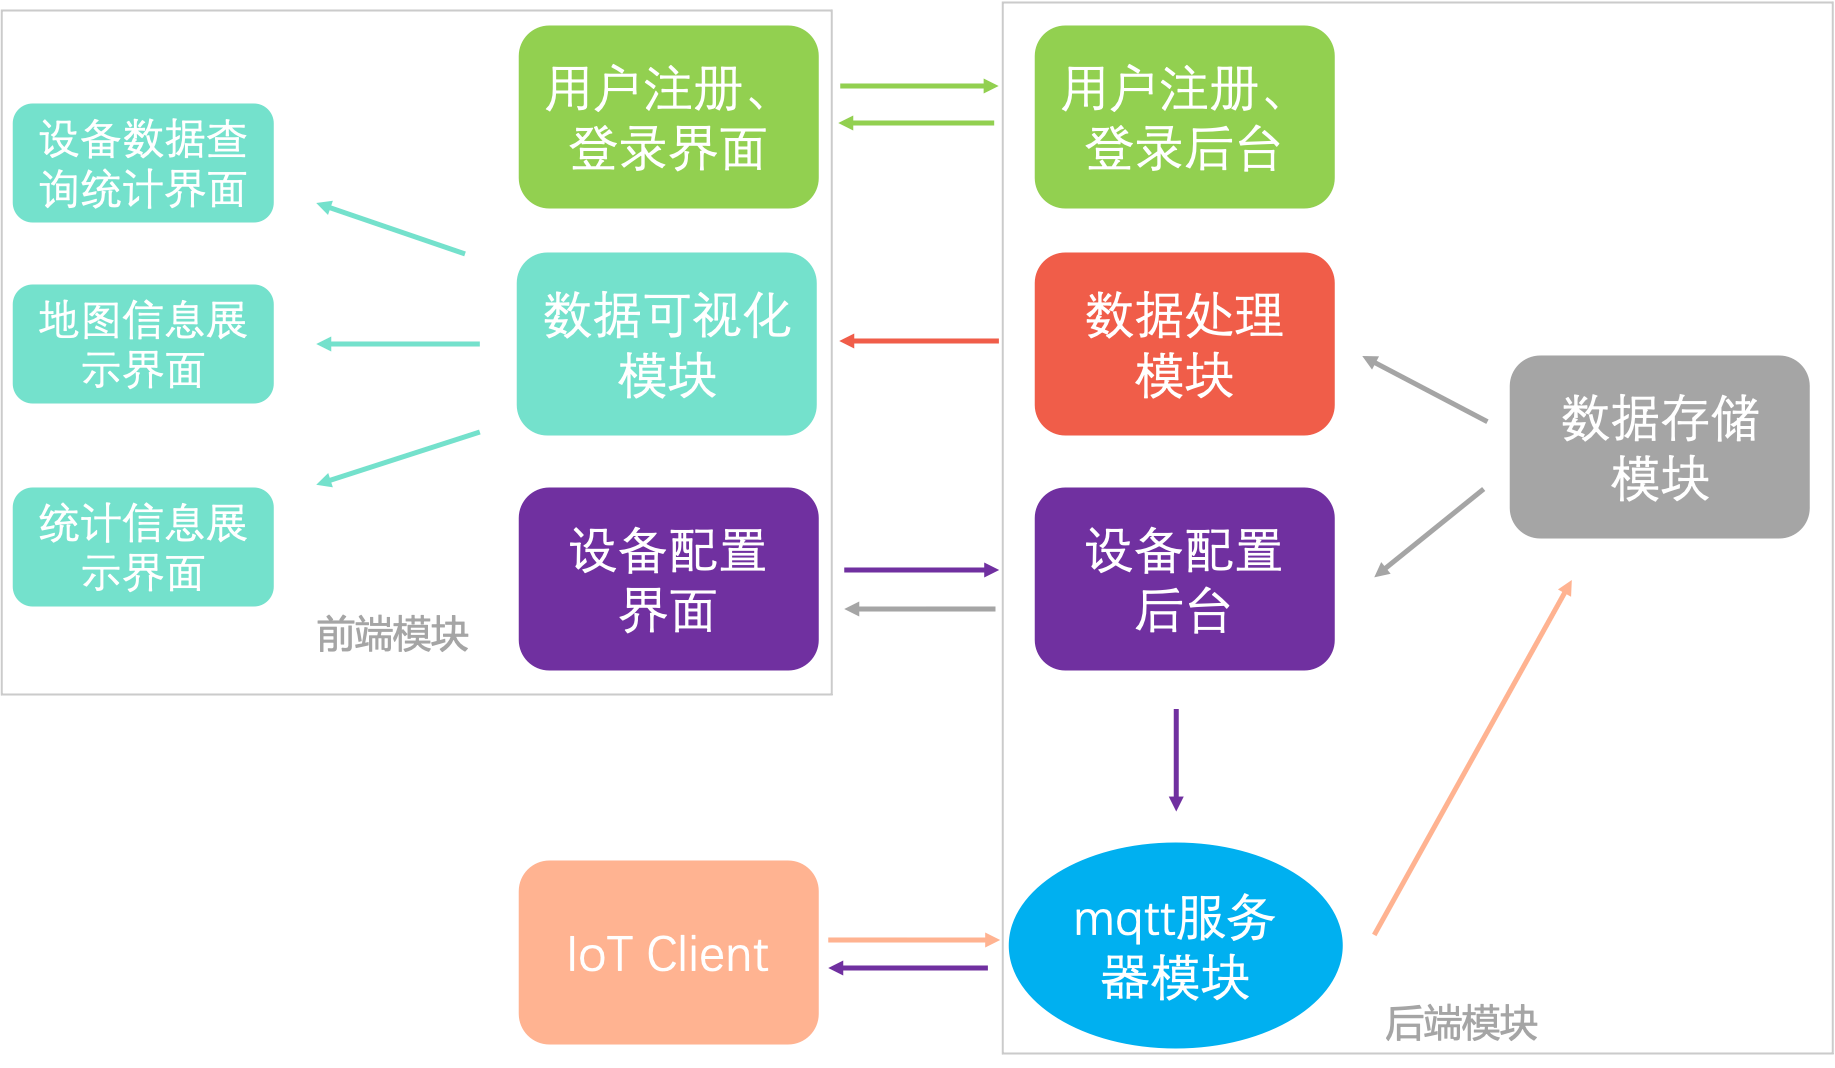 用户注册、
登录界面
用户注册、
登录后台
设备数据查
询统计界面
数据可视化
模块
数据处理
模块
地图信息展
示界面
数据存储
模块
统计信息展
示界面
设备配置
界面
设备配置
后台
前端模块
IoT Client
mqtt服务
器模块
后端模块